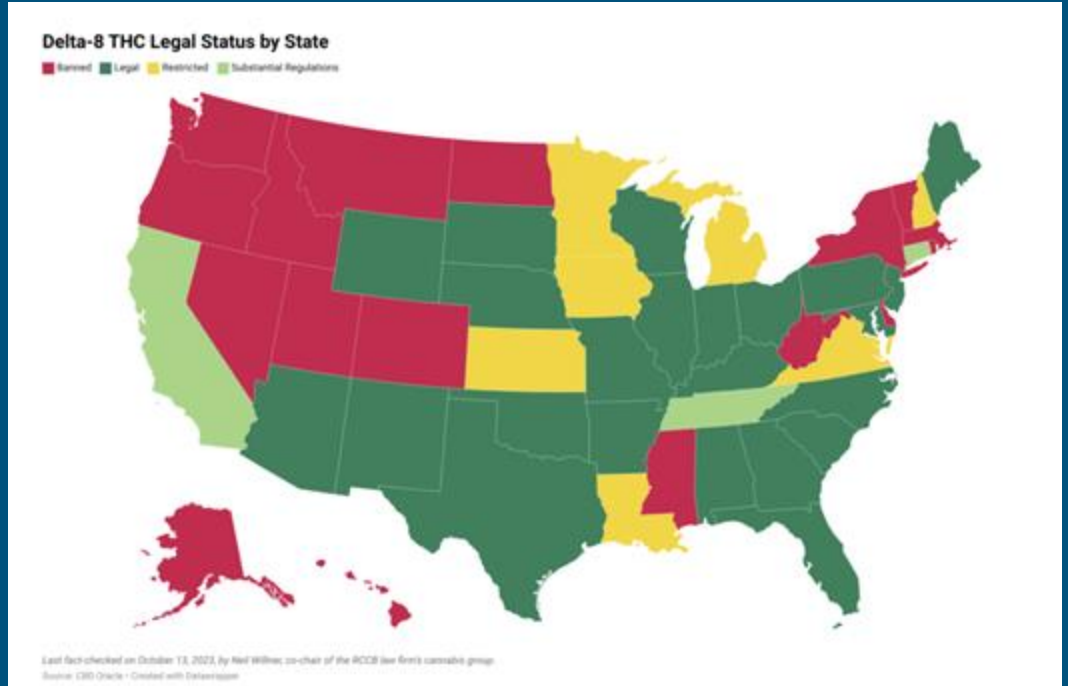 Delta-8 THC Legal Status by State
Banned Legal Restricted Substantial Regulations
Last fact-checked on October 13, 2023, by Neil Willner, co-chair of the RCCB law firm's cannabis group.
Source: CBD Oracle • Created with Datawrapper